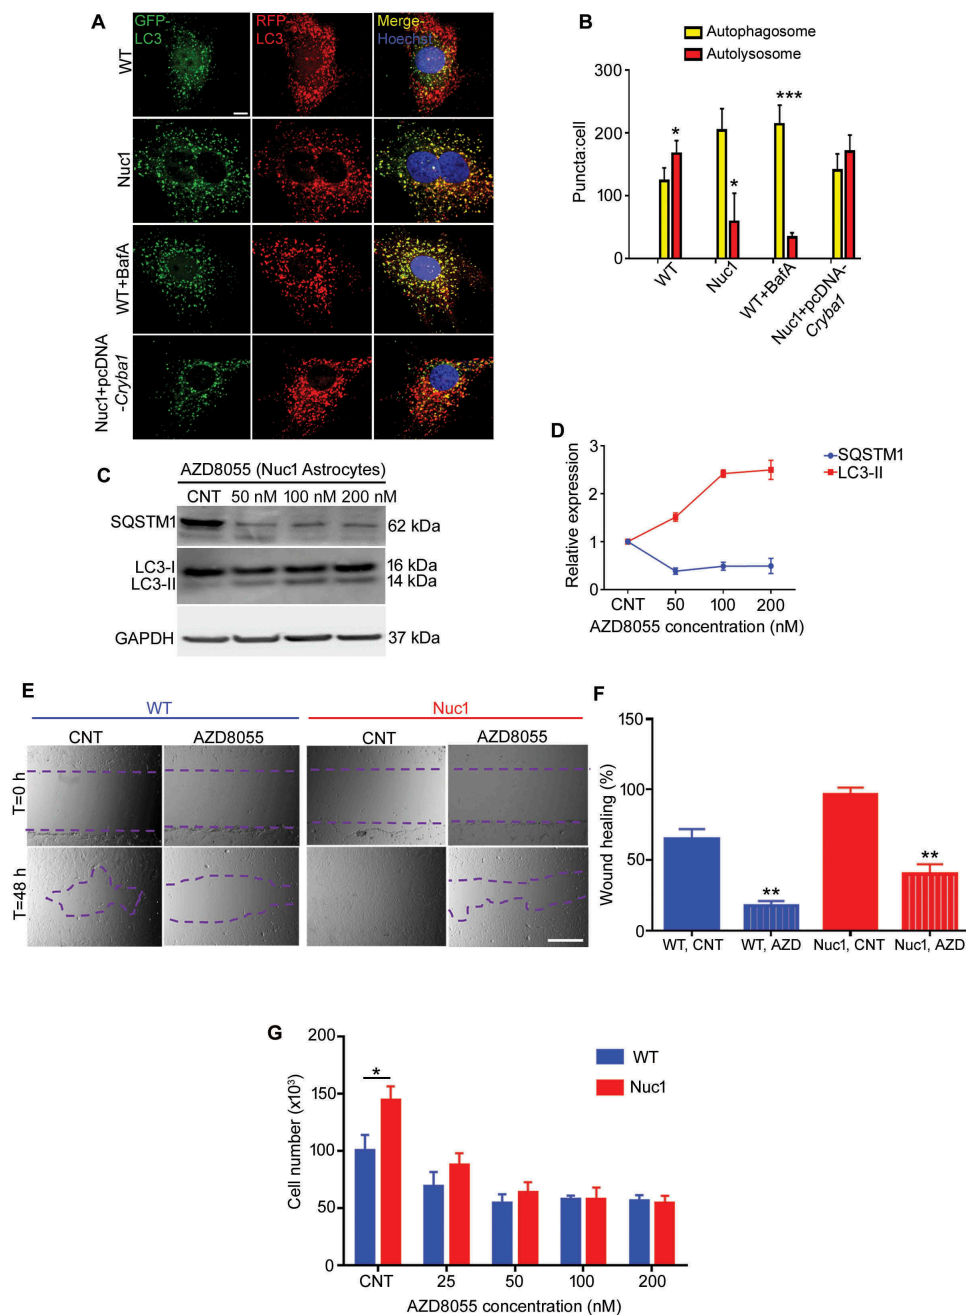 A
GFP-
LC3
RFP-
LC3
Merge-
Hoechst
WT
Nuc1
WT+BafA
Nuc1+pcDNA
-Cryba1
B
Autophagosome
Autolysosome
Puncta:cell
300
200
100
0
*
*
***
WT
Nuc1
WT+BafA
Nuc1+pcDNA-
Cryba1
C
AZD8055 (Nuc1 Astrocytes)
CNT 50 nM 100 nM 200 nM
SQSTM1 62 kDa
LC3-I 16 kDa
LC3-II 14 kDa
GAPDH 37 kDa
D
SQSTM1
LC3-II
Relative expression
3
2
1
0
CNT 50 100 200
AZD8055 concentration (nM)
E
WT Nuc1
CNT AZD8055 CNT AZD8055
T=0 h
T=48 h
F
Wound healing (%)
150
100
50
0
**
**
WT, CNT WT, AZD Nuc1, CNT Nuc1, AZD
G
WT
Nuc1
Cell number (x10³)
200
150
100
50
0
*
CNT 25 50 100 200
AZD8055 concentration (nM)